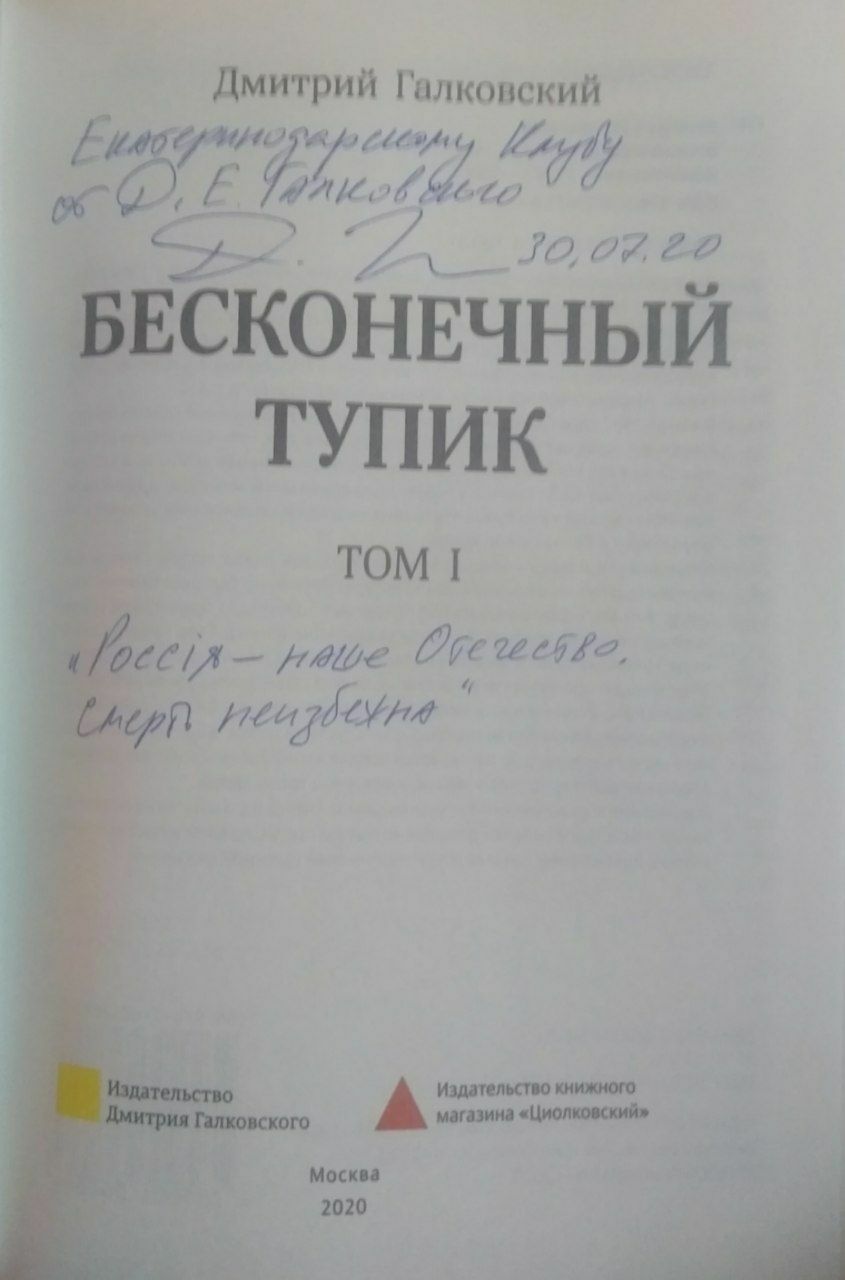 Дмитрий Галковский
Екатеринодарскому Клубу
от Д. Е. Галковского
30.07.20
БЕСКОНЕЧНЫЙ
ТУПИК
ТОМ I
„Россія – наше Отечество.
Смерть неизбежна“
Издательство
Дмитрия Галковского
Издательство книжного
магазина «Циолковский»
Москва
2020